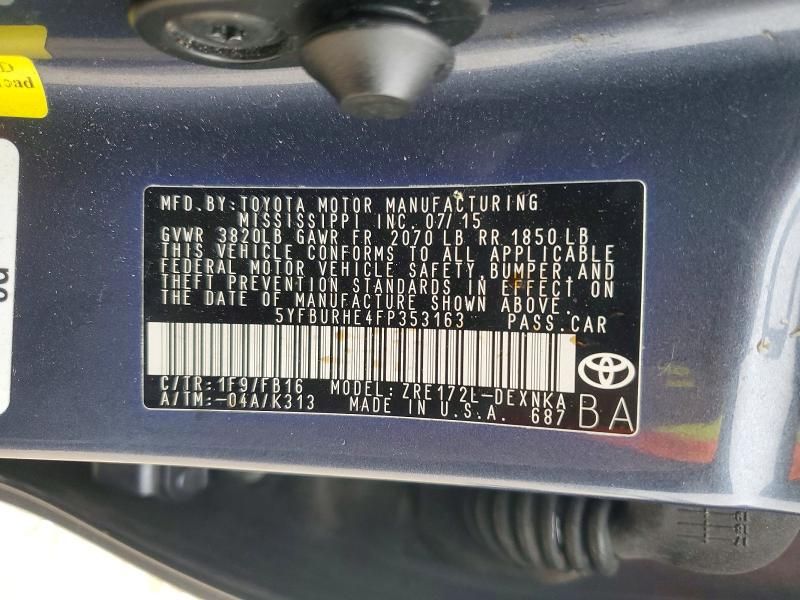 MFD.BY:TOYOTA MOTOR MANUFACTURING
MISSISSIPPI INC. 07/15
GVWR 3820LB GAWR FR 2070 LB RR 1850 LB
THIS VEHICLE CONFORMS TO ALL APPLICABLE
FEDERAL MOTOR VEHICLE SAFETY, BUMPER, AND
THEFT PREVENTION STANDARDS IN EFFECT ON
THE DATE OF MANUFACTURE SHOWN ABOVE.
5YFBURHE4FP353163 PASS.CAR
C/TR:1F9/FB16 MODEL:ZRE172L-DEXNKA
A/TM:-04A/K313 MADE IN U.S.A. 687 BA